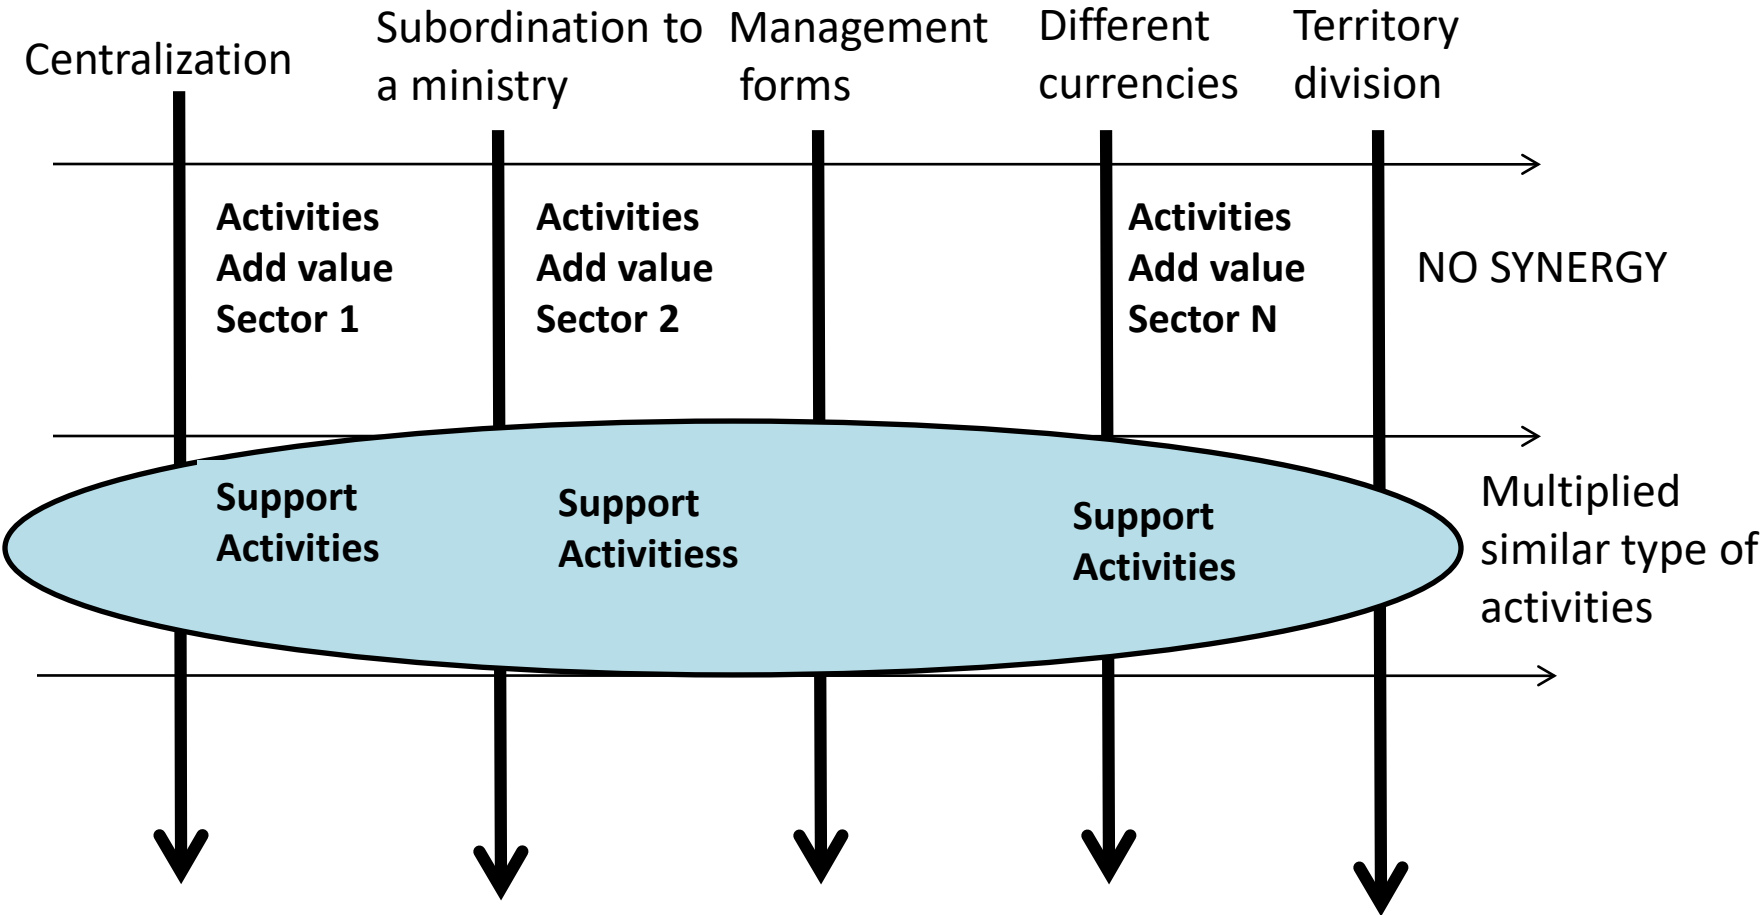 Centralization
Subordination to
a ministry
Management
forms
Different
currencies
Territory
division
Activities
Add value
Sector 1
Activities
Add value
Sector 2
Activities
Add value
Sector N
NO SYNERGY
Support
Activities
Support
Activitiess
Support
Activities
Multiplied
similar type of
activities